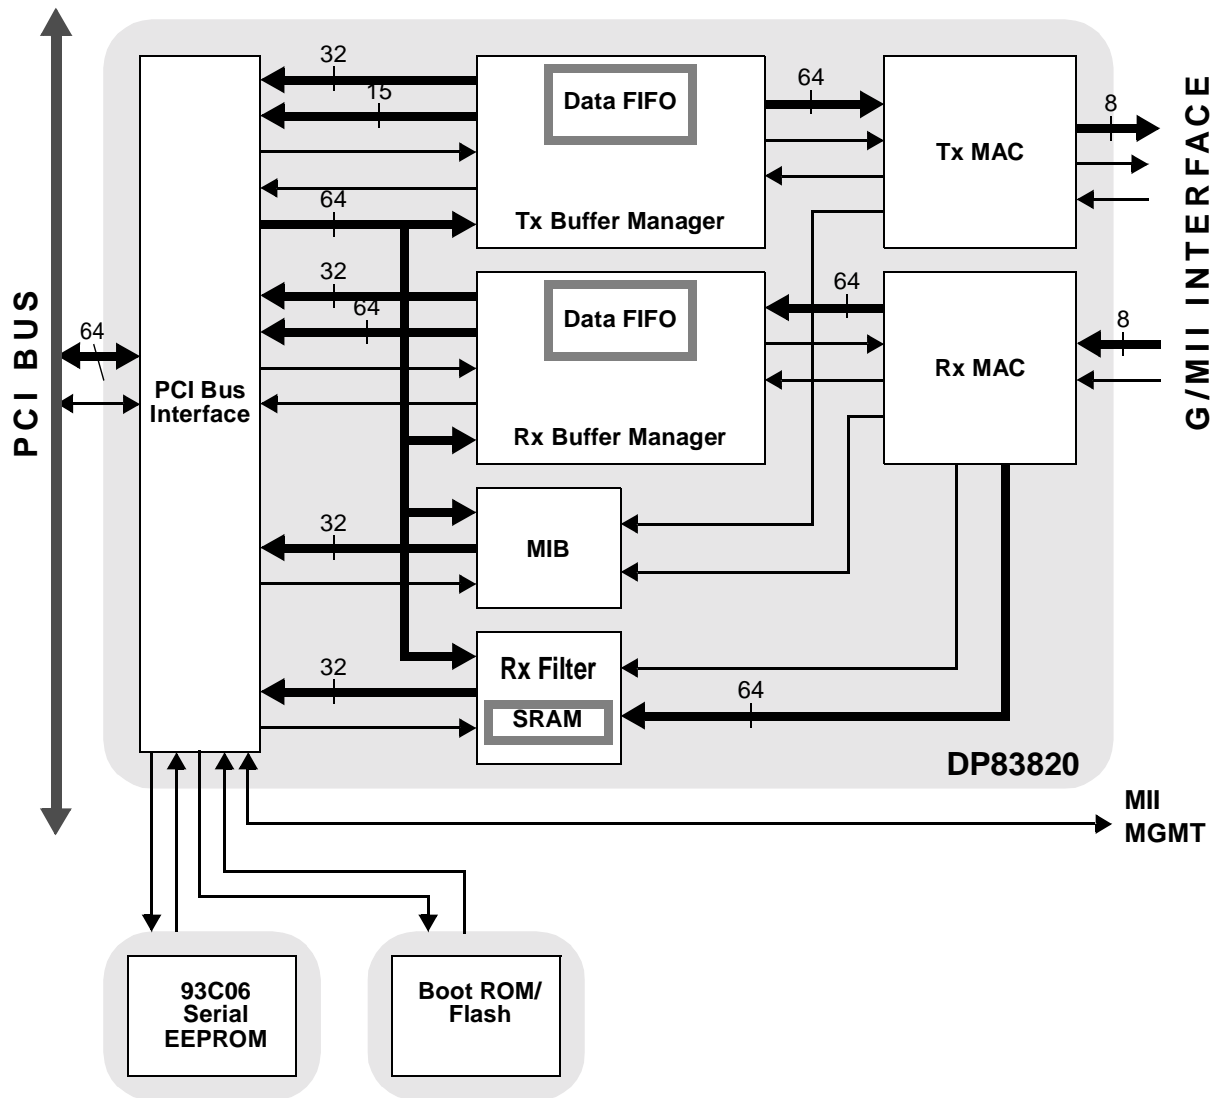 PCI BUS
64
PCI Bus
Interface
32
15
64
32
64
32
32
Data FIFO
Tx Buffer Manager
Data FIFO
Rx Buffer Manager
MIB
Rx Filter
SRAM
64
64
64
Tx MAC
Rx MAC
8
8
G/MII INTERFACE
DP83820
MII
MGMT
93C06
Serial
EEPROM
Boot ROM/
Flash